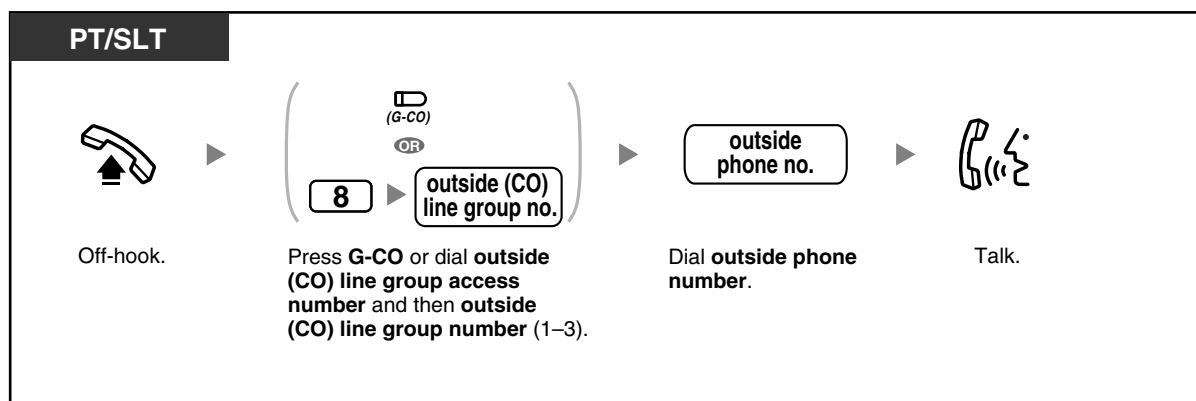 PT/SLT
(G-CO)
OR
8
outside (CO)
line group no.
outside
phone no.
Off-hook.
Press G-CO or dial outside
(CO) line group access
number and then outside
(CO) line group number (1–3).
Dial outside phone
number.
Talk.